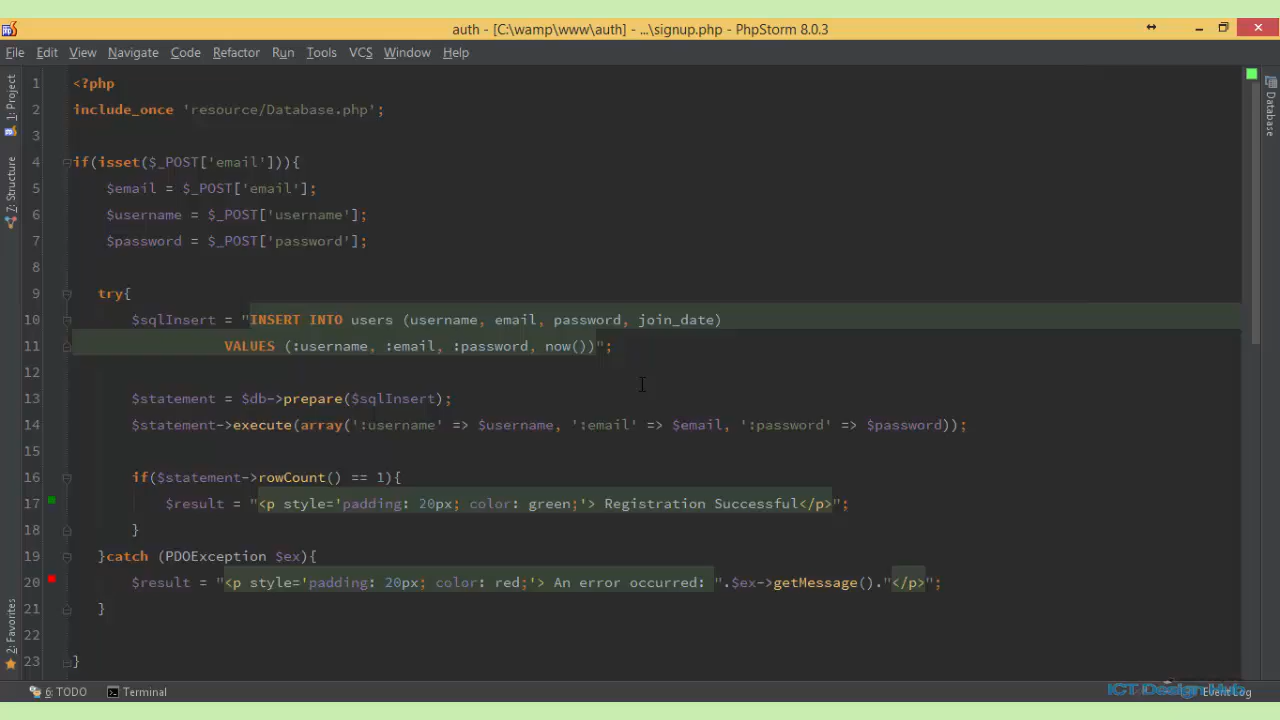 auth - [C:\wamp\www\auth] - ...\signup.php - PhpStorm 8.0.3
File Edit View Navigate Code Refactor Run Tools VCS Window Help
1: Project
7: Structure
2: Favorites
Database
1 <?php
2 include_once 'resource/Database.php';
3
4 if(isset($_POST['email'])){
5 $email = $_POST['email'];
6 $username = $_POST['username'];
7 $password = $_POST['password'];
8
9 try{
10 $sqlInsert = "INSERT INTO users (username, email, password, join_date)
11 VALUES (:username, :email, :password, now())";
12
13 $statement = $db->prepare($sqlInsert);
14 $statement->execute(array(':username' => $username, ':email' => $email, ':password' => $password));
15
16 if($statement->rowCount() == 1){
17 $result = "<p style='padding: 20px; color: green;'> Registration Successful</p>";
18 }
19 }catch (PDOException $ex){
20 $result = "<p style='padding: 20px; color: red;'> An error occurred: ".$ex->getMessage()."</p>";
21 }
22
23 }
6: TODO Terminal ICT Design Hub Event Log